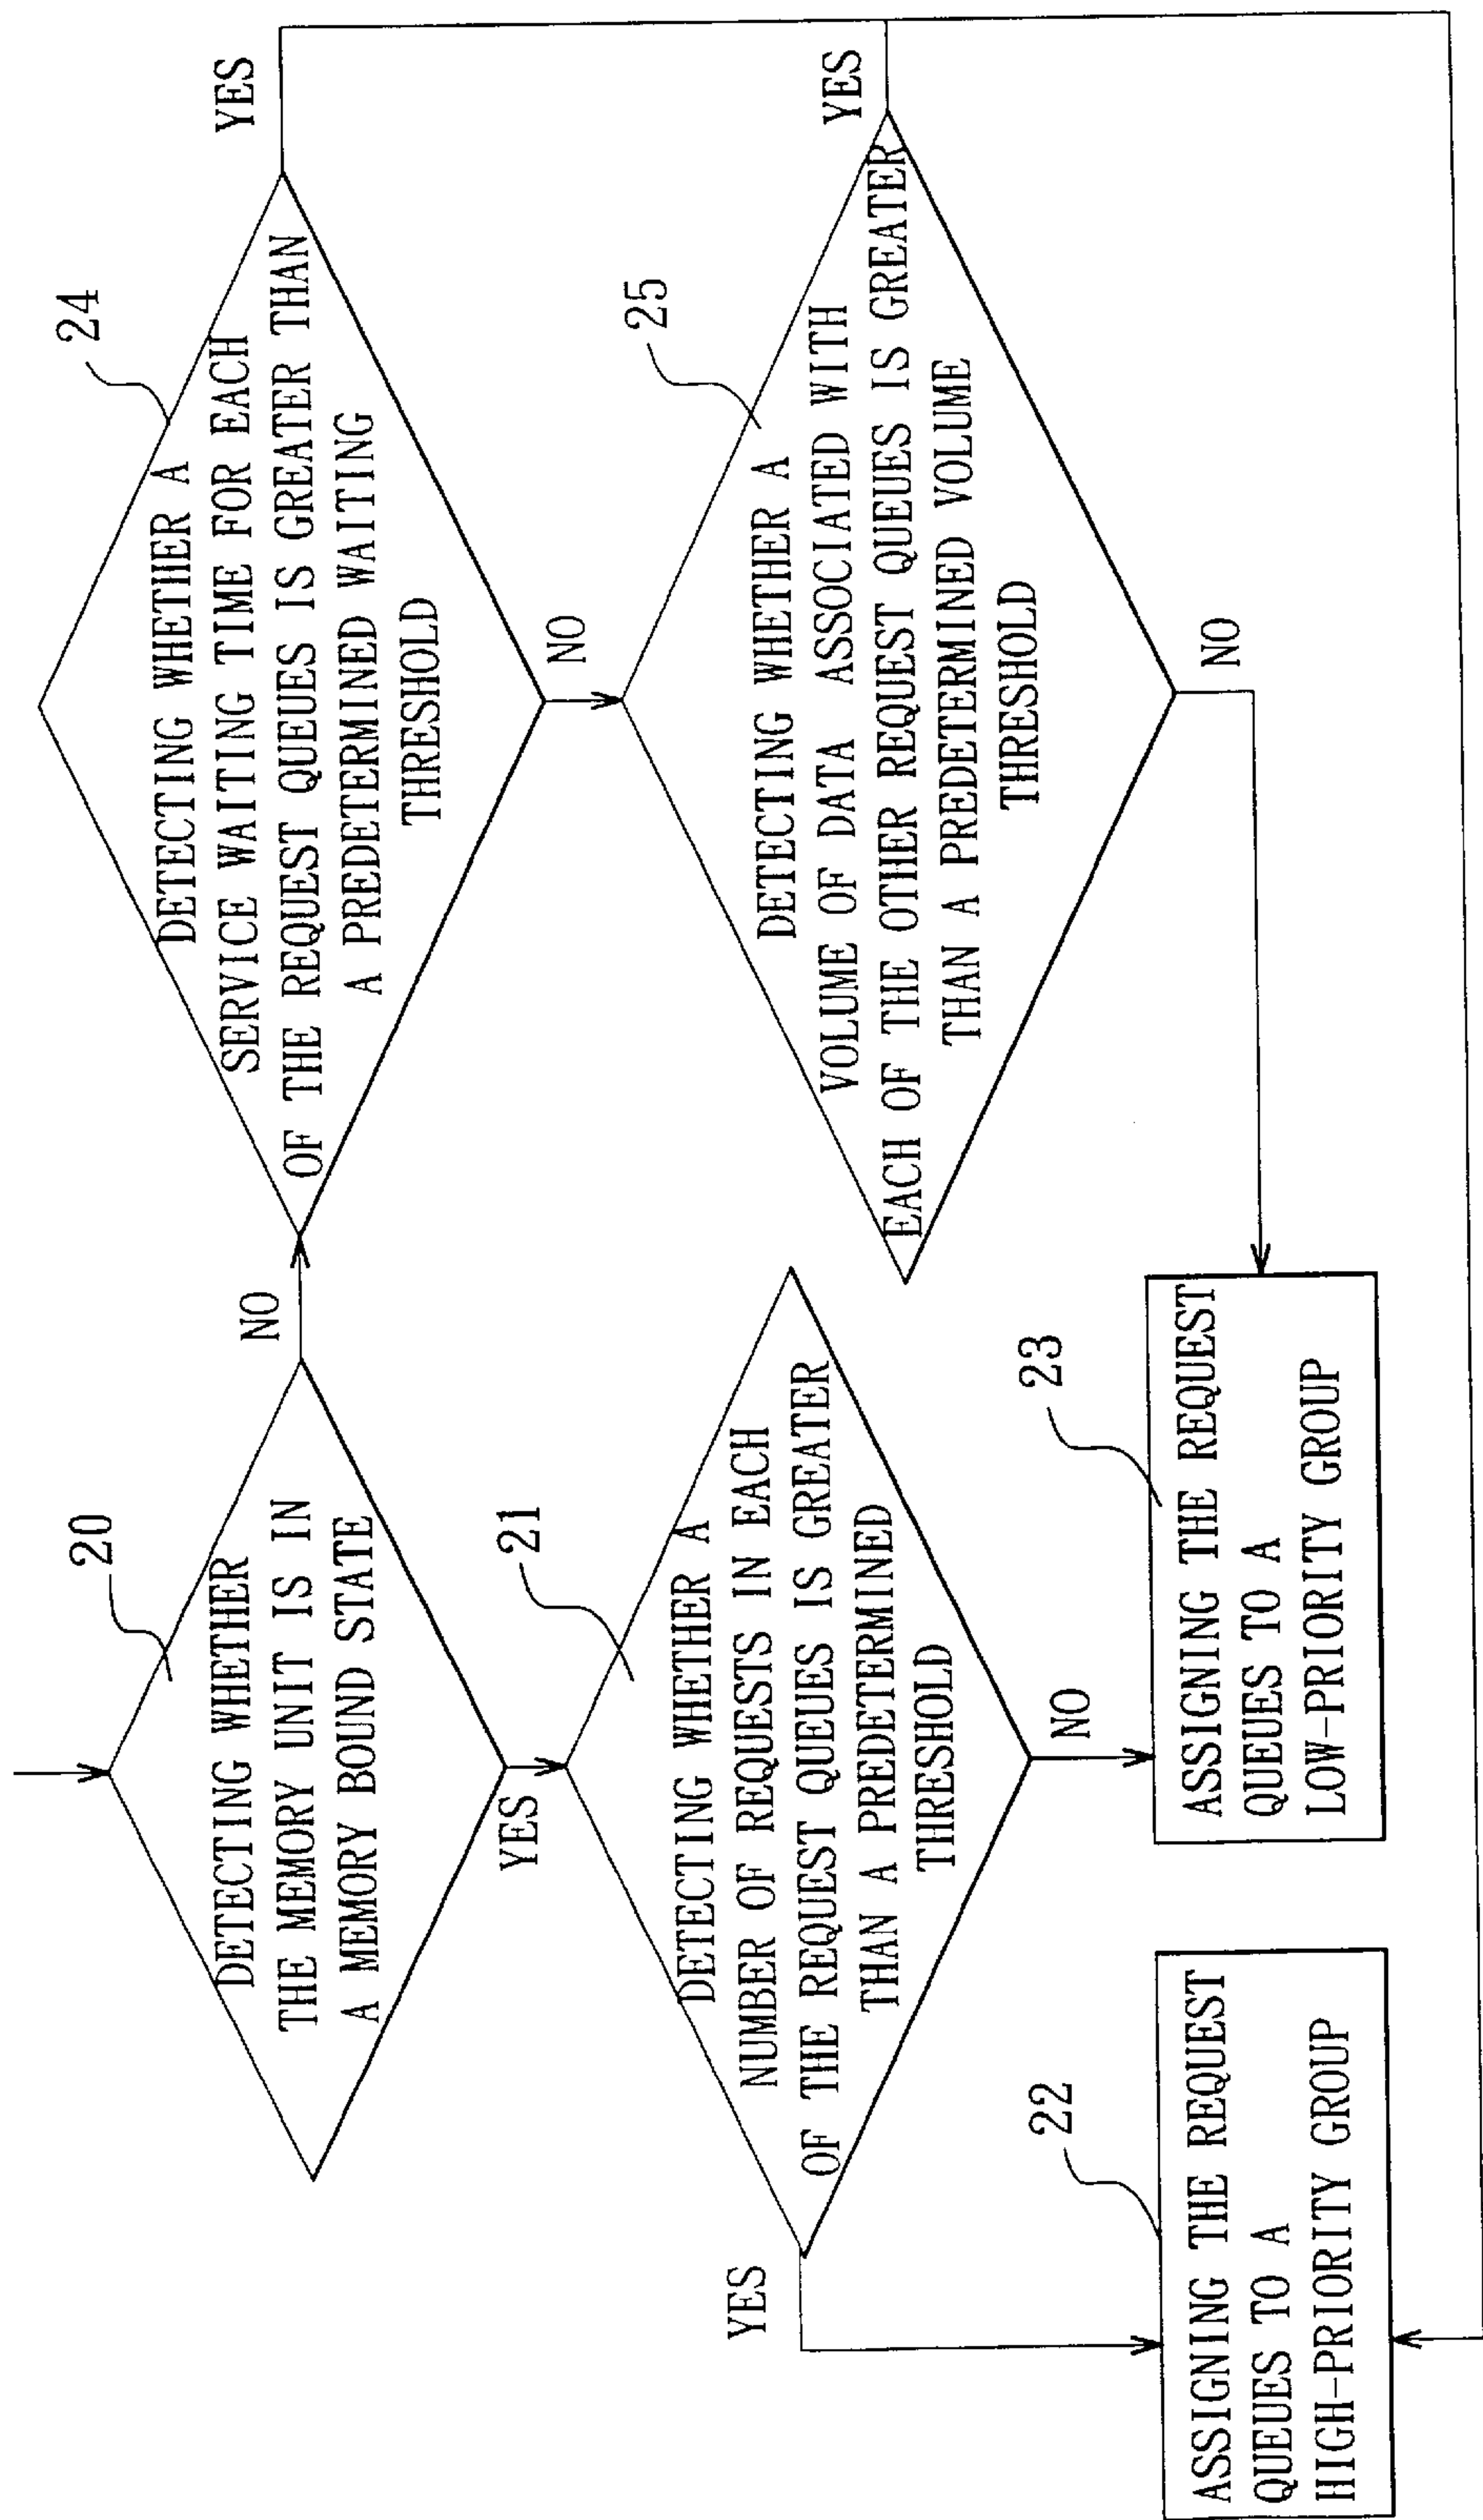 20
DETECTING WHETHER
THE MEMORY UNIT IS IN
A MEMORY BOUND STATE
NO
YES
24
DETECTING WHETHER A
SERVICE WAITING TIME FOR EACH
OF THE REQUEST QUEUES IS GREATER THAN
A PREDETERMINED WAITING
THRESHOLD
YES
NO
21
DETECTING WHETHER A
NUMBER OF REQUESTS IN EACH
OF THE REQUEST QUEUES IS GREATER
THAN A PREDETERMINED
THRESHOLD
YES
NO
25
DETECTING WHETHER A
VOLUME OF DATA ASSOCIATED WITH
EACH OF THE OTHER REQUEST QUEUES IS GREATER
THAN A PREDETERMINED VOLUME
THRESHOLD
YES
NO
22
ASSIGNING THE REQUEST
QUEUES TO A
HIGH-PRIORITY GROUP
23
ASSIGNING THE REQUEST
QUEUES TO A
LOW-PRIORITY GROUP